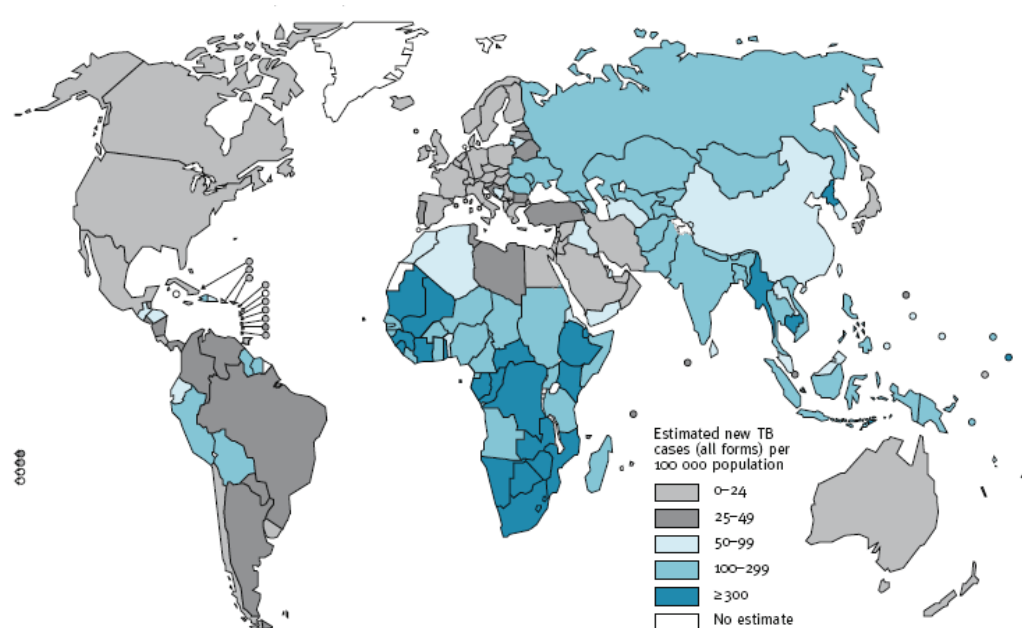 Estimated new TB
cases (all forms) per
100 000 population
0–24
25–49
50–99
100–299
≥300
No estimate